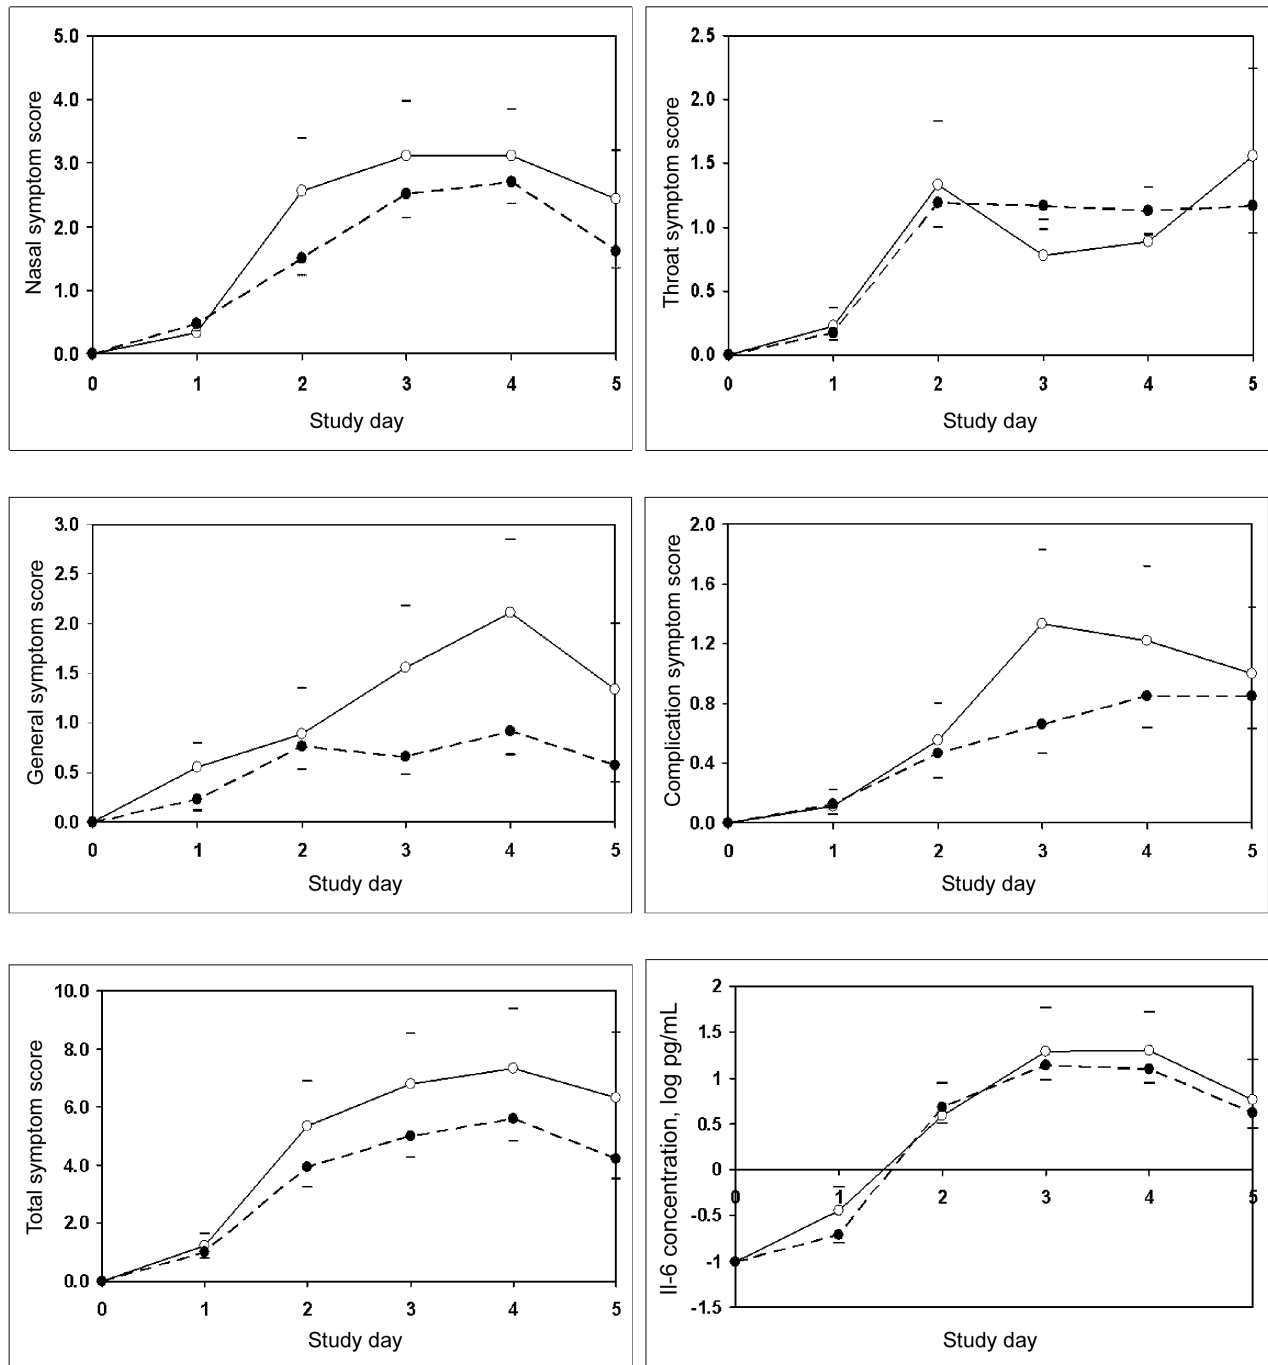 Nasal symptom score
5.0
4.0
3.0
2.0
1.0
0.0
0 1 2 3 4 5
Study day
Throat symptom score
2.5
2.0
1.5
1.0
0.5
0.0
0 1 2 3 4 5
Study day
General symptom score
3.0
2.5
2.0
1.5
1.0
0.5
0.0
0 1 2 3 4 5
Study day
Complication symptom score
2.0
1.6
1.2
0.8
0.4
0.0
0 1 2 3 4 5
Study day
Total symptom score
10.0
8.0
6.0
4.0
2.0
0.0
0 1 2 3 4 5
Study day
Il-6 concentration, log pg/mL
2
1.5
1
0.5
0
-0.5
-1
-1.5
0 1 2 3 4 5
Study day